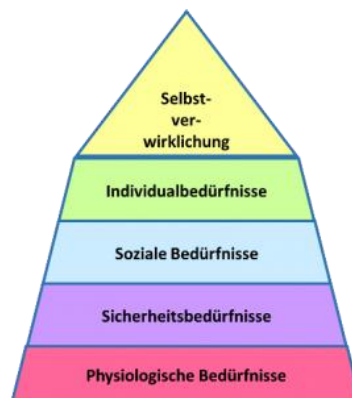 Selbst-
ver-
wirklichung
Individualbedürfnisse
Soziale Bedürfnisse
Sicherheitsbedürfnisse
Physiologische Bedürfnisse